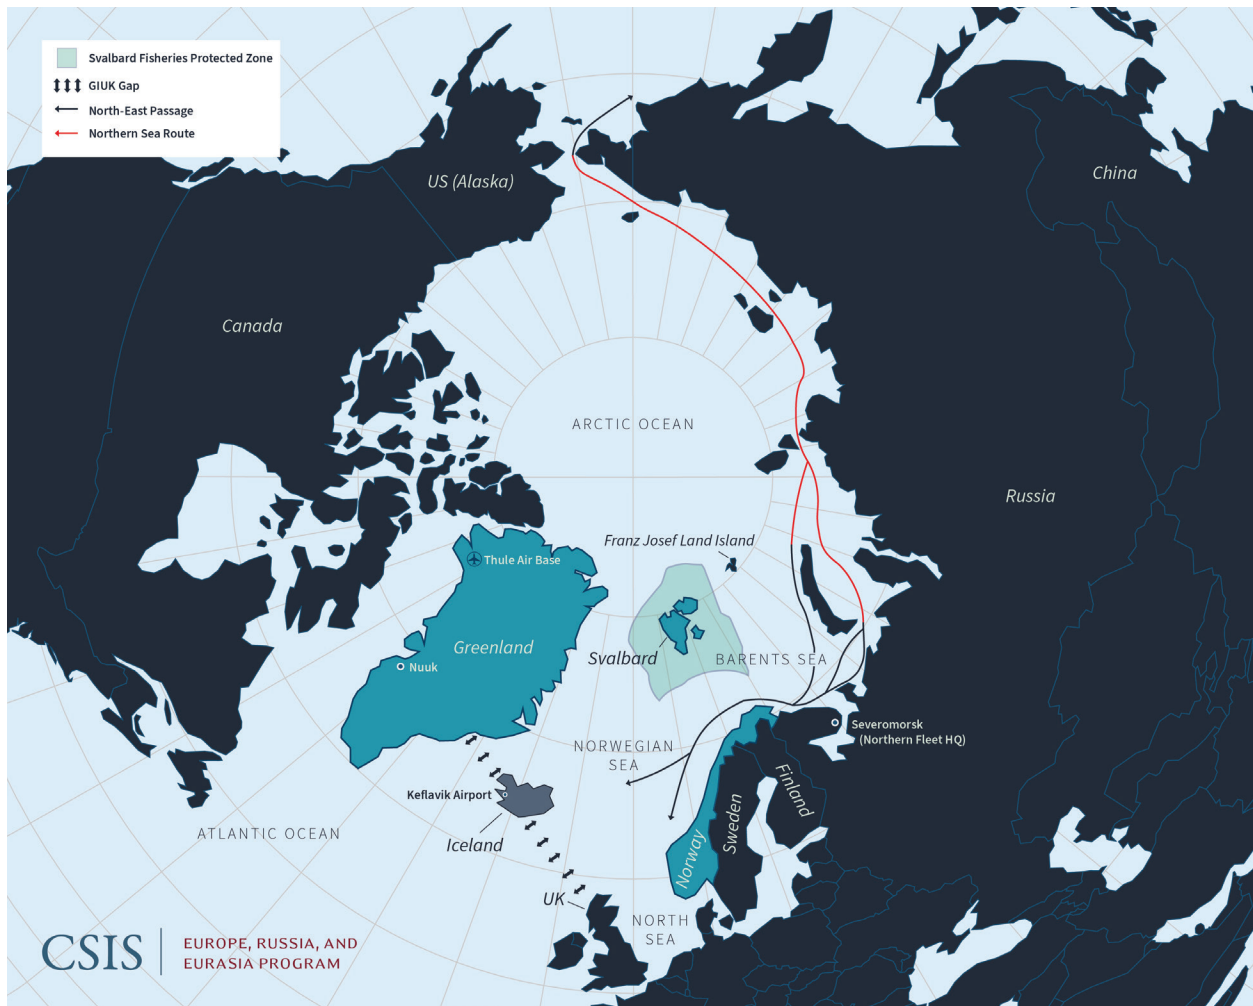 Svalbard Fisheries Protected Zone
GIUK Gap
North-East Passage
Northern Sea Route
US (Alaska)
China
Canada
ARCTIC OCEAN
Russia
Franz Josef Land Island
Thule Air Base
Greenland
Svalbard
BARENTS SEA
Nuuk
Severomorsk
(Northern Fleet HQ)
NORWEGIAN
SEA
Finland
Keflavik Airport
Sweden
ATLANTIC OCEAN
Iceland
Norway
UK
NORTH
SEA
CSIS
EUROPE, RUSSIA, AND
EURASIA PROGRAM